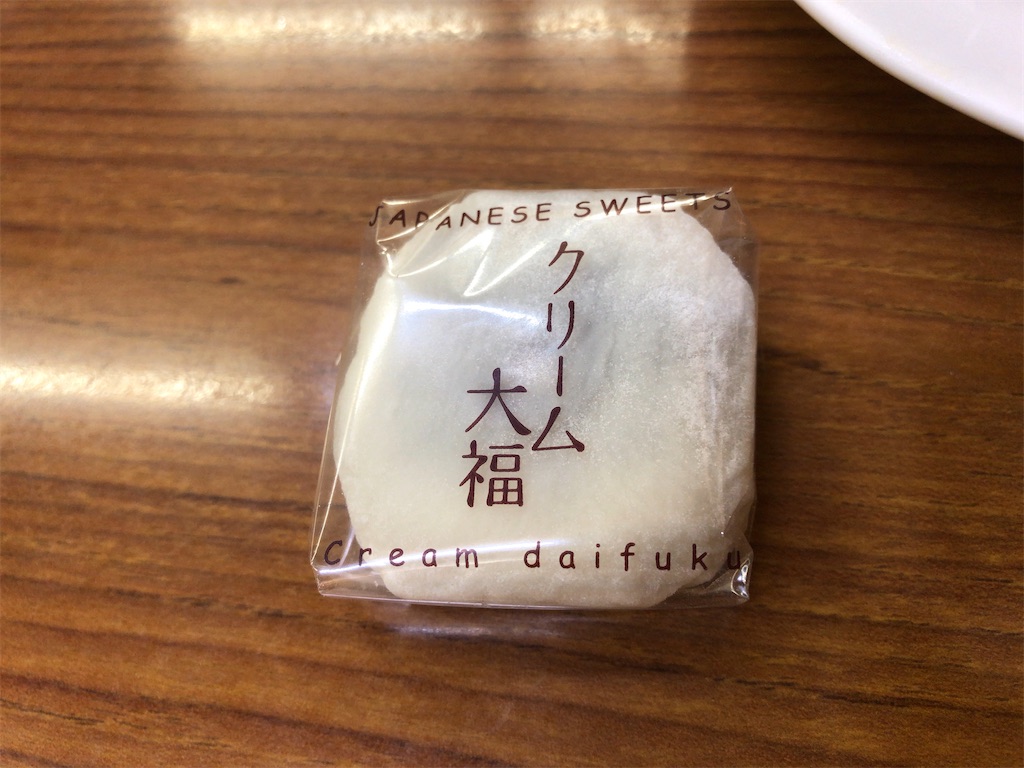 JAPANESE SWEETS
クリーム
大福
Cream daifuku